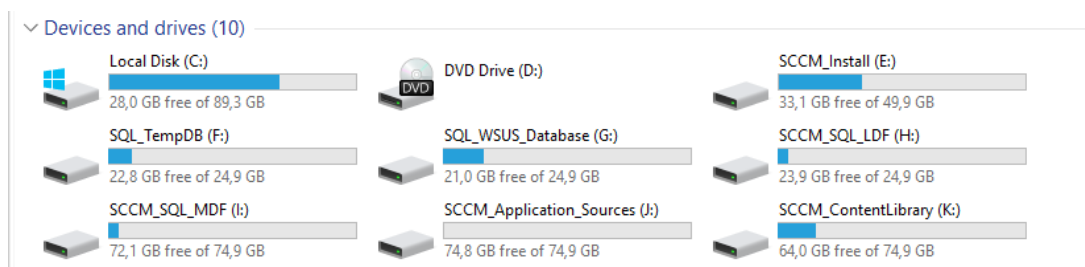 Devices and drives (10)
Local Disk (C:)
28,0 GB free of 89,3 GB
DVD Drive (D:)
DVD
SCCM_Install (E:)
33,1 GB free of 49,9 GB
SQL_TempDB (F:)
22,8 GB free of 24,9 GB
SQL_WSUS_Database (G:)
21,0 GB free of 24,9 GB
SCCM_SQL_LDF (H:)
23,9 GB free of 24,9 GB
SCCM_SQL_MDF (I:)
72,1 GB free of 74,9 GB
SCCM_Application_Sources (J:)
74,8 GB free of 74,9 GB
SCCM_ContentLibrary (K:)
64,0 GB free of 74,9 GB